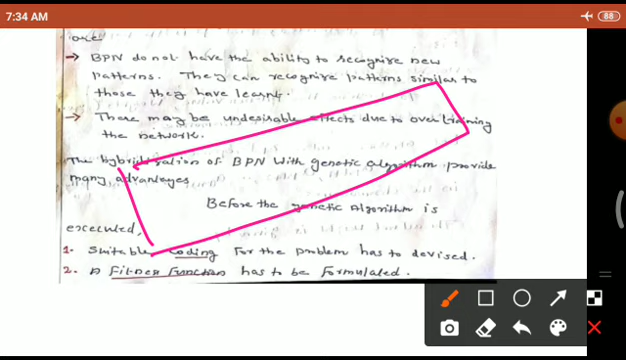 7:34 AM
88
are
→ BPN do not have the ability to recognize new
patterns. They can recognize patterns similar to
those they have learnt.
→ There may be undesirable effects due to over training
the network.
The hybridization of BPN with genetic algorithm provide
many advantages
Before the genetic Algorithm is
executed,
1. Suitable coding for the problem has to devised.
2. A Fitness Function has to be formulated.